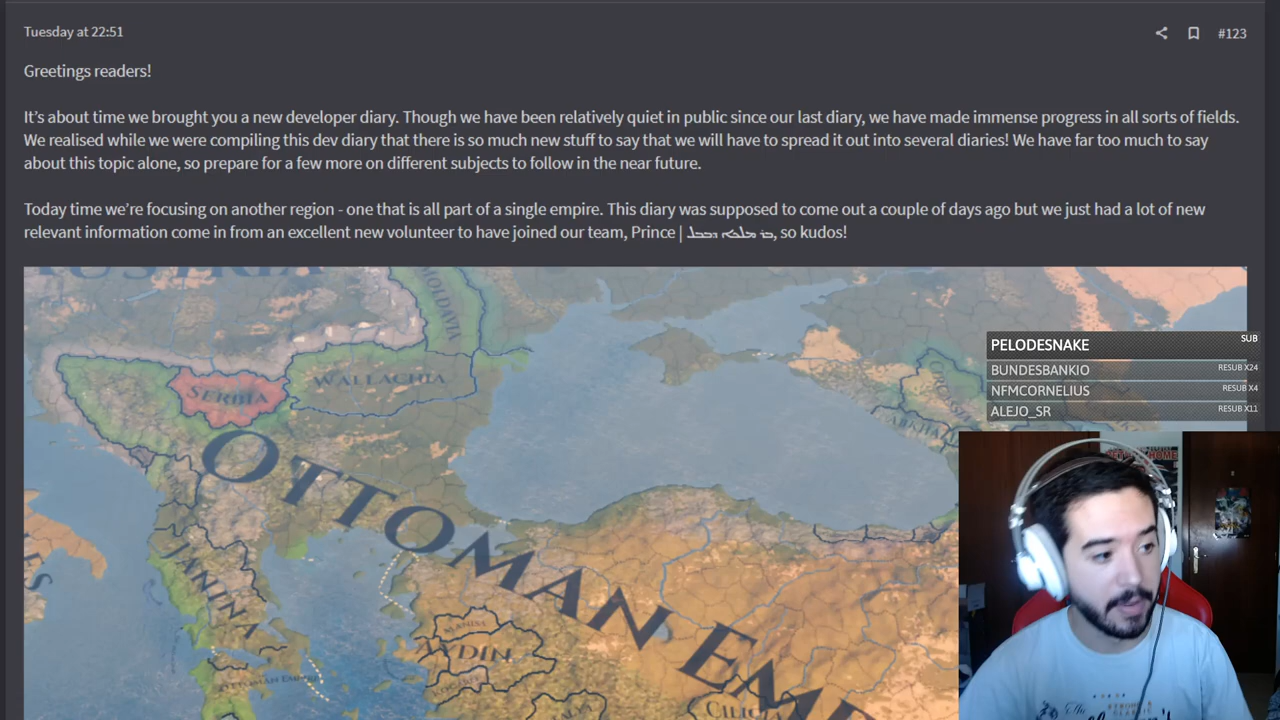 Tuesday at 22:51
#123
Greetings readers!
It's about time we brought you a new developer diary. Though we have been relatively quiet in public since our last diary, we have made immense progress in all sorts of fields.
We realised while we were compiling this dev diary that there is so much new stuff to say that we will have to spread it out into several diaries! We have far too much to say
about this topic alone, so prepare for a few more on different subjects to follow in the near future.
Today time we're focusing on another region - one that is all part of a single empire. This diary was supposed to come out a couple of days ago but we just had a lot of new
relevant information come in from an excellent new volunteer to have joined our team, Prince | so kudos!
AUSTRIA
MOLDAVIA
WALLACHIA
SERBIA
OTTOMAN EM
JANINA
AYDIN
OTTOMAN EMPIRE
CILICIA
PELODESNAKE SUB
BUNDESBANKIO RESUB X24
NFMCORNELIUS RESUB X4
ALEJO_SR RESUB X11